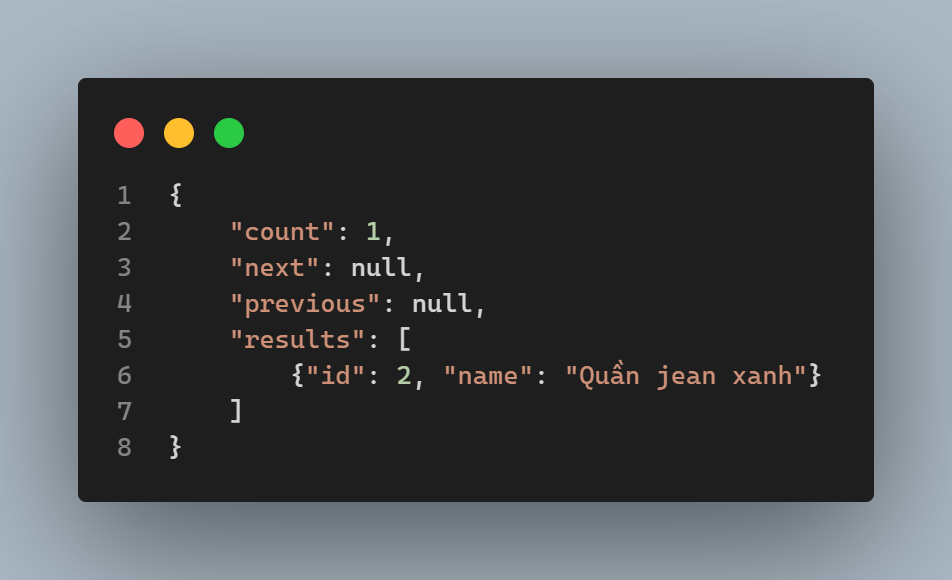 1 {
2     "count": 1,
3     "next": null,
4     "previous": null,
5     "results": [
6         {"id": 2, "name": "Quần jean xanh"}
7     ]
8 }